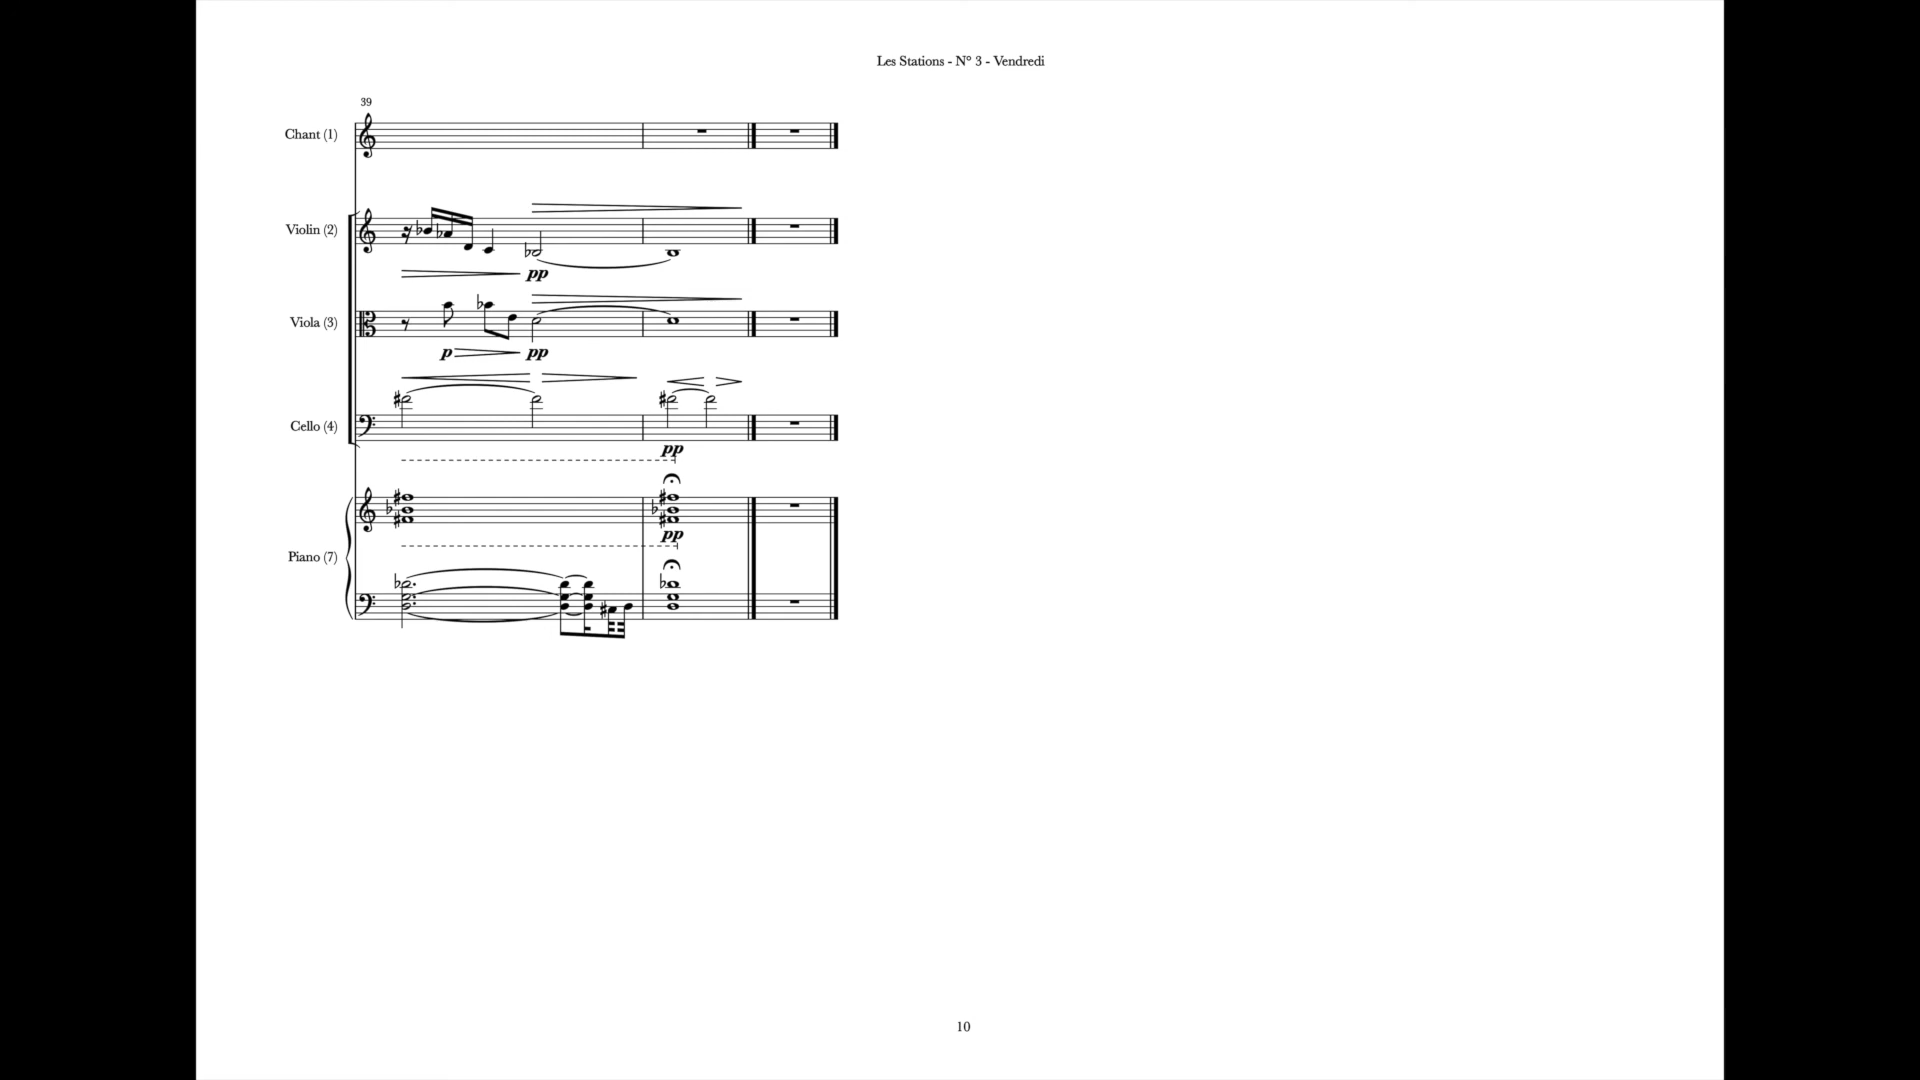 Les Stations - N° 3 - Vendredi
39
Chant (1)
Violin (2)
pp
Viola (3)
p pp
Cello (4)
pp
pp
Piano (7)
10